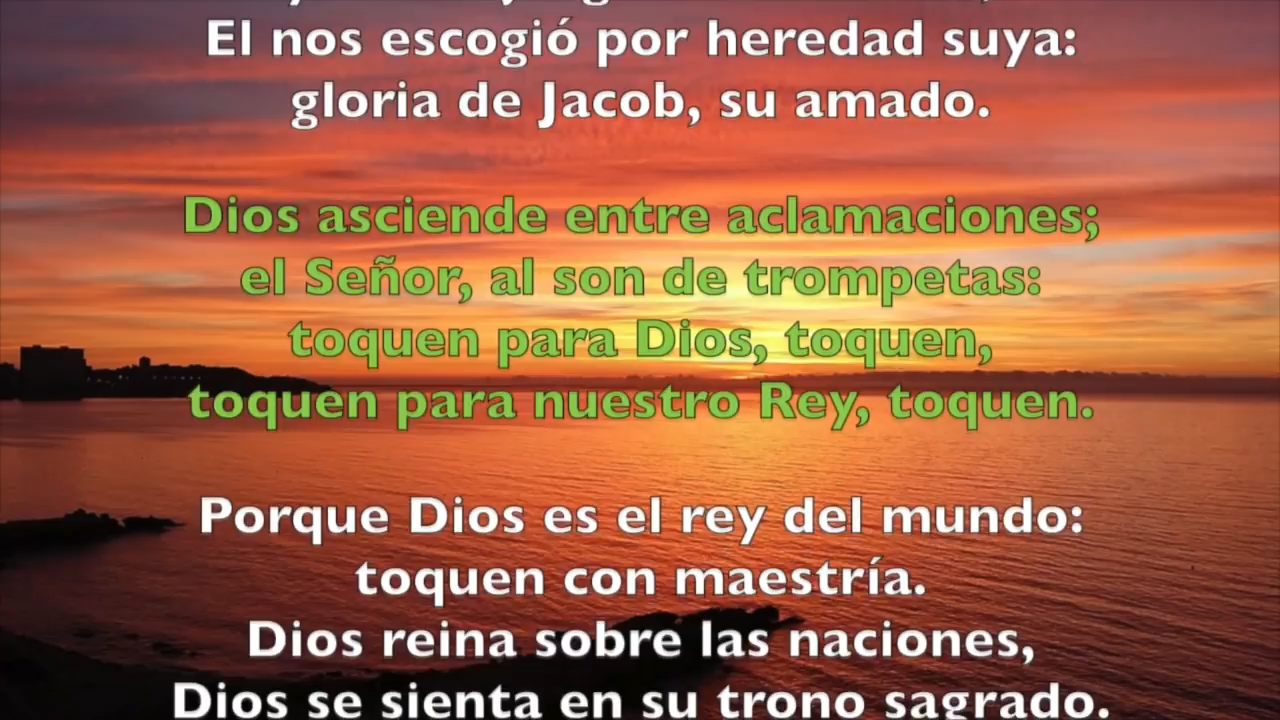 El nos escogió por heredad suya:
gloria de Jacob, su amado.
Dios asciende entre aclamaciones;
el Señor, al son de trompetas:
toquen para Dios, toquen,
toquen para nuestro Rey, toquen.
Porque Dios es el rey del mundo:
toquen con maestría.
Dios reina sobre las naciones,
Dios se sienta en su trono sagrado.